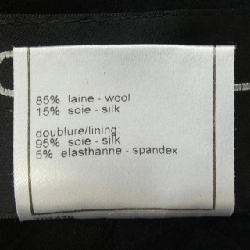 85% laine - wool
15% soie - silk
doublure/lining
95% soie - silk
5% elasthanne - spandex